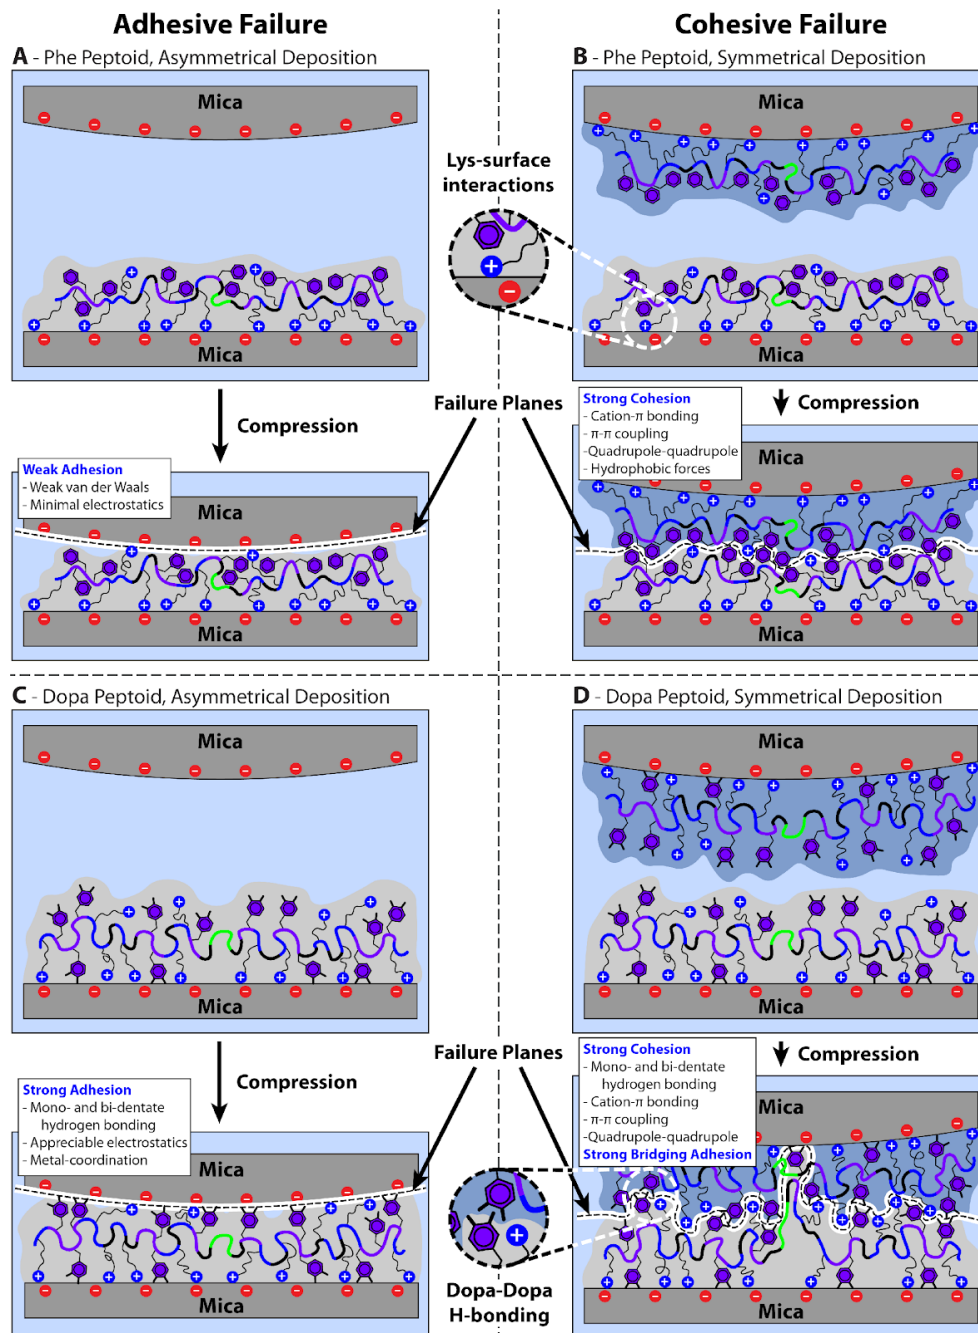 Adhesive Failure
Cohesive Failure
A - Phe Peptoid, Asymmetrical Deposition
B - Phe Peptoid, Symmetrical Deposition
Mica
Mica
Lys-surface
interactions
Mica
Mica
Compression
Failure Planes
Strong Cohesion
- Cation-π bonding
- π-π coupling
-Quadrupole-quadrupole
- Hydrophobic forces
Compression
Weak Adhesion
- Weak van der Waals
- Minimal electrostatics
Mica
Mica
Mica
Mica
C - Dopa Peptoid, Asymmetrical Deposition
D - Dopa Peptoid, Symmetrical Deposition
Mica
Mica
Mica
Mica
Compression
Failure Planes
Strong Cohesion
- Mono- and bi-dentate
hydrogen bonding
- Cation-π bonding
- π-π coupling
-Quadrupole-quadrupole
Strong Bridging Adhesion
Compression
Strong Adhesion
- Mono- and bi-dentate
hydrogen bonding
- Appreciable electrostatics
- Metal-coordination
Mica
Mica
Mica
Mica
Dopa-Dopa
H-bonding